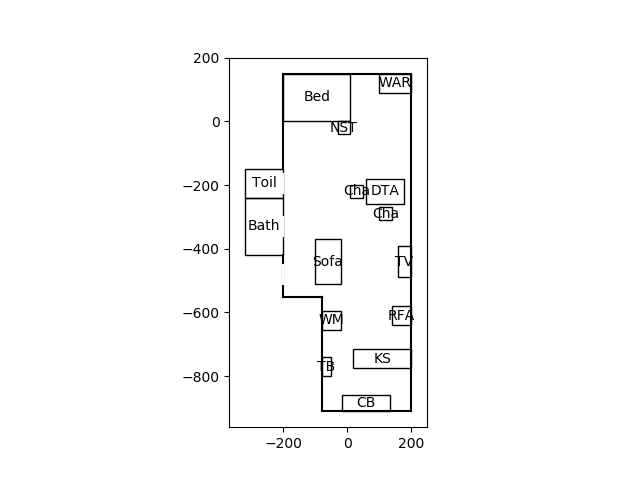 200
WAR
Bed
0
NST
Toil
−200
Cha
DTA
Cha
Bath
−400
Sofa
TV
−600
WM
RFA
KS
TB
−800
CB
−200
0
200